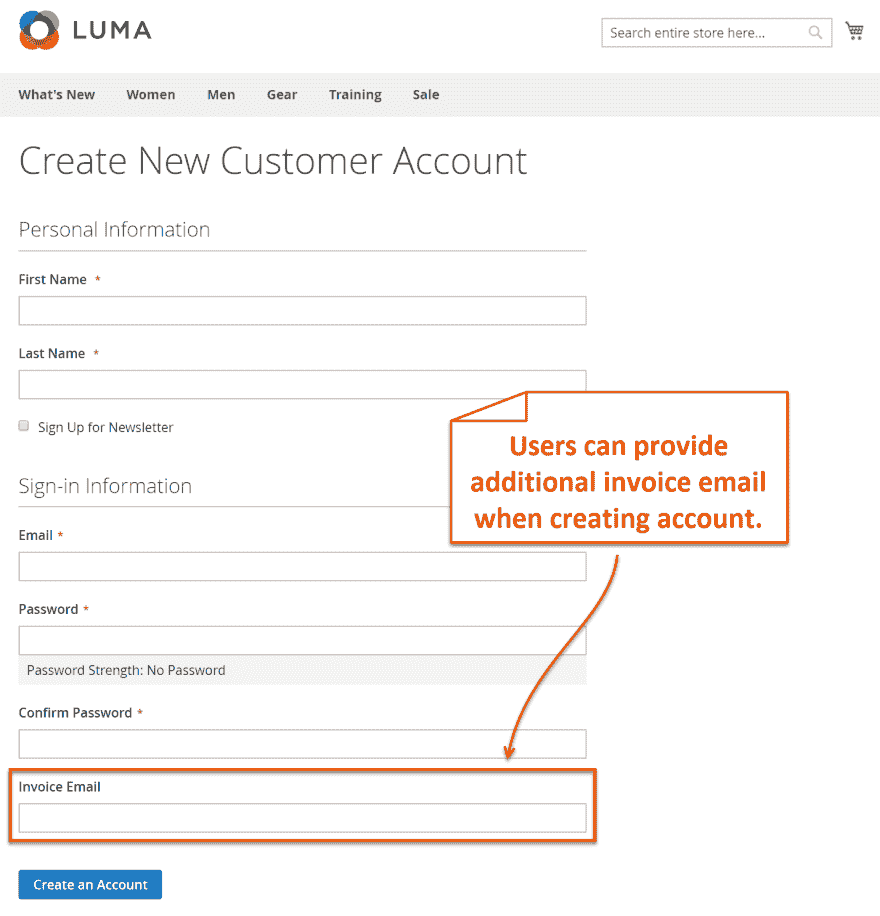 LUMA
Search entire store here...
What's New Women Men Gear Training Sale
Create New Customer Account
Personal Information
First Name *
Last Name *
Sign Up for Newsletter
Users can provide
additional invoice email
when creating account.
Sign-in Information
Email *
Password *
Password Strength: No Password
Confirm Password *
Invoice Email
Create an Account